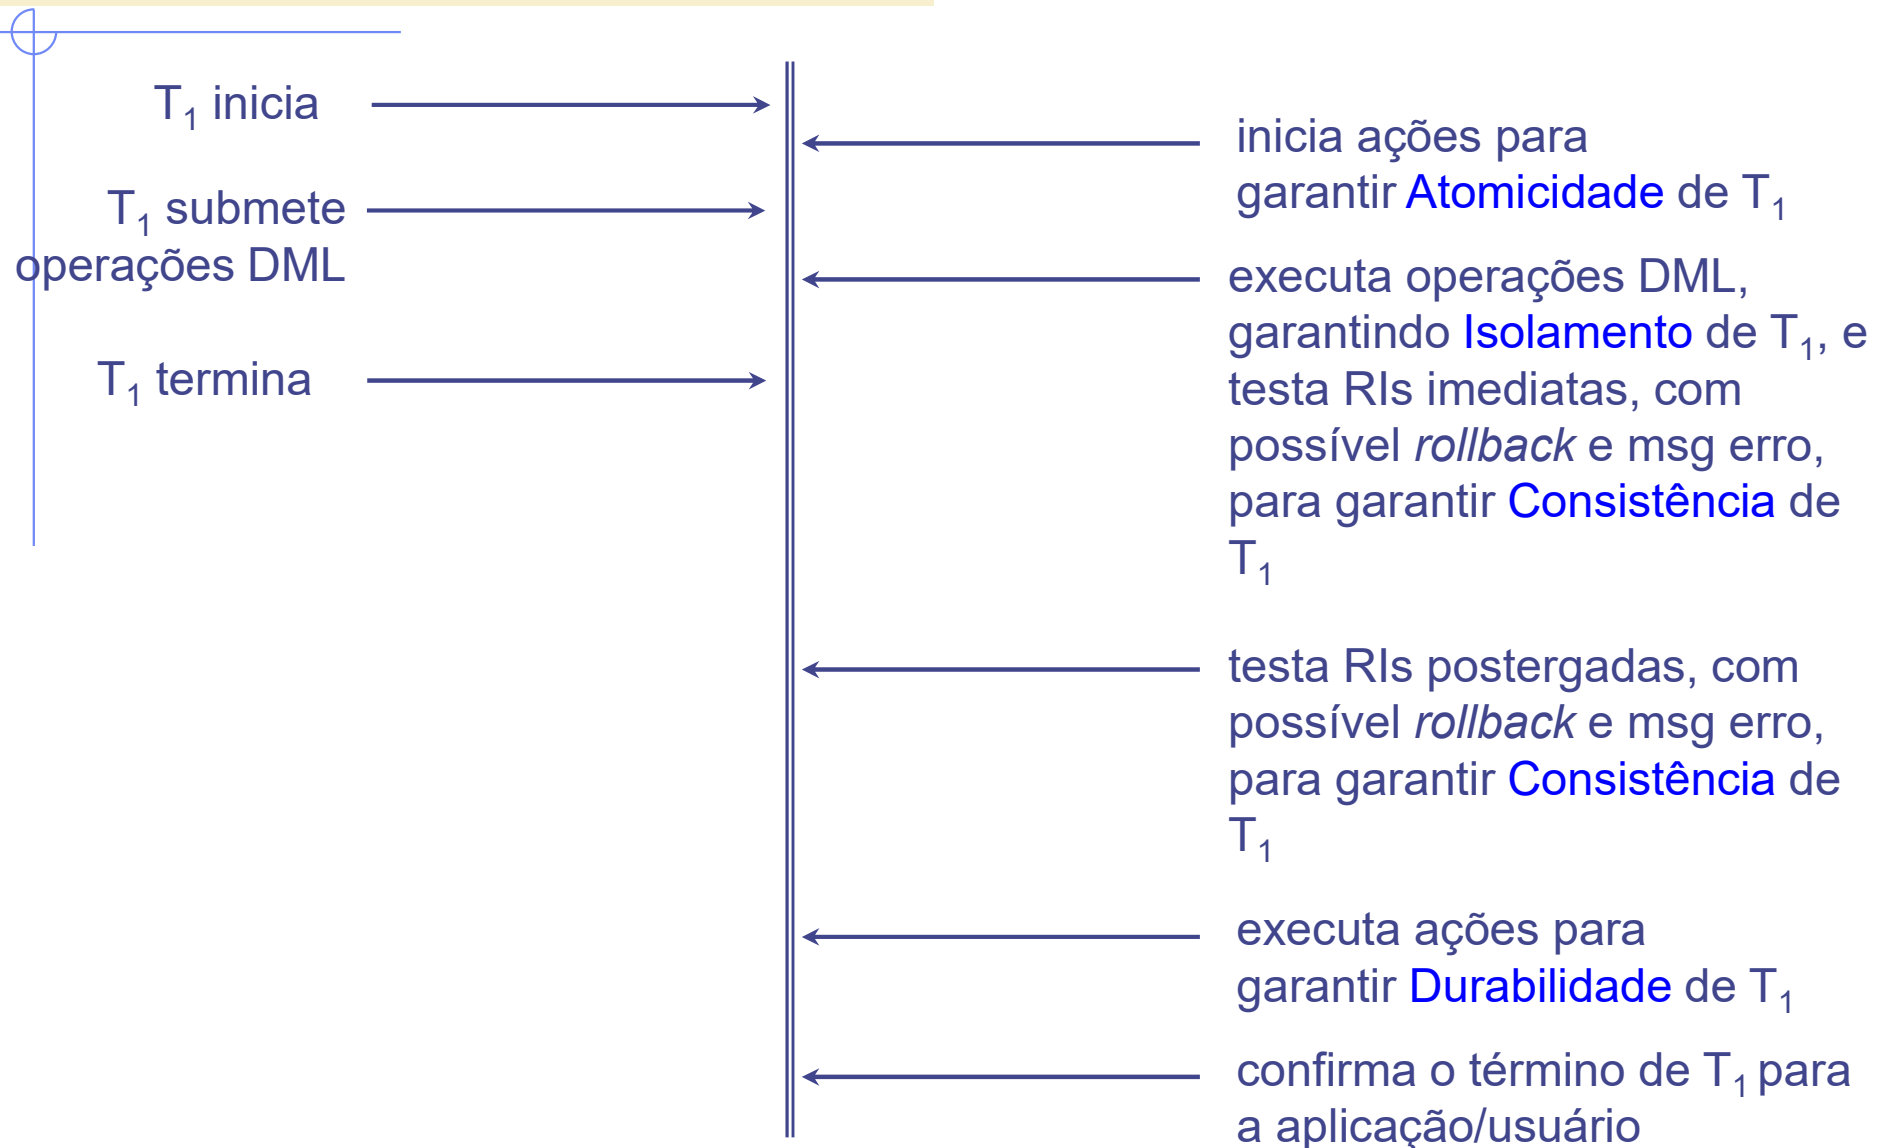 T₁ inicia
inicia ações para
garantir Atomicidade de T₁
T₁ submete
operações DML
executa operações DML,
garantindo Isolamento de T₁, e
testa RIs imediatas, com
possível rollback e msg erro,
para garantir Consistência de
T₁
T₁ termina
testa RIs postergadas, com
possível rollback e msg erro,
para garantir Consistência de
T₁
executa ações para
garantir Durabilidade de T₁
confirma o término de T₁ para
a aplicação/usuário